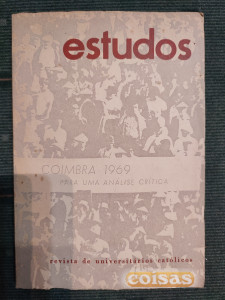 estudos
COIMBRA 1969
PARA UMA ANÁLISE CRÍTICA
revista de universitários católicos
coisas